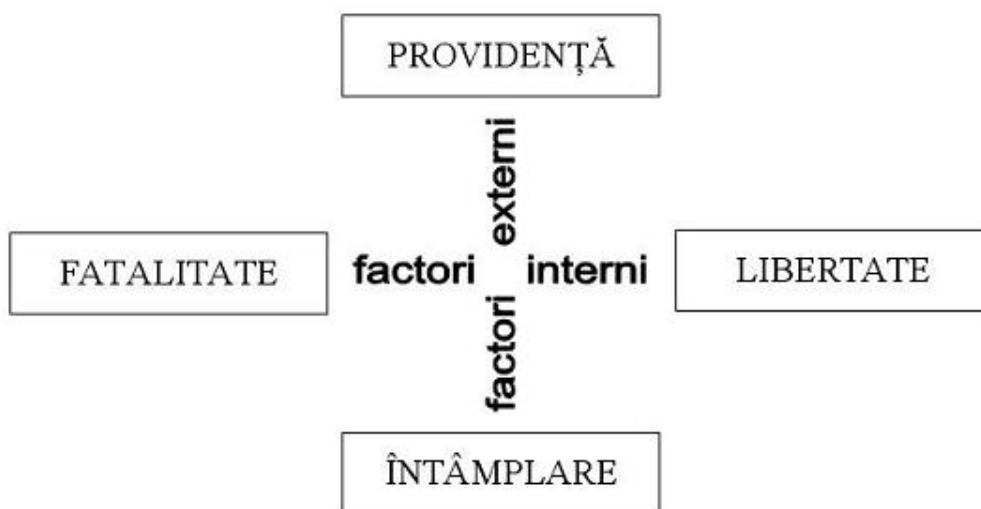 PROVIDENȚĂ
factori externi
FATALITATE
factori interni
LIBERTATE
ÎNTÂMPLARE